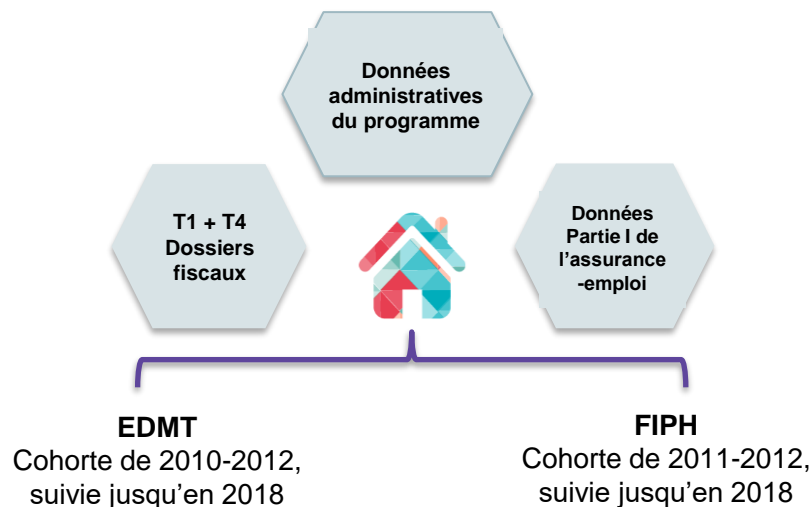 Données
administratives
du programme
T1 + T4
Dossiers
fiscaux
Données
Partie I de
l’assurance
-emploi
EDMT
Cohorte de 2010-2012,
suivie jusqu’en 2018
FIPH
Cohorte de 2011-2012,
suivie jusqu’en 2018